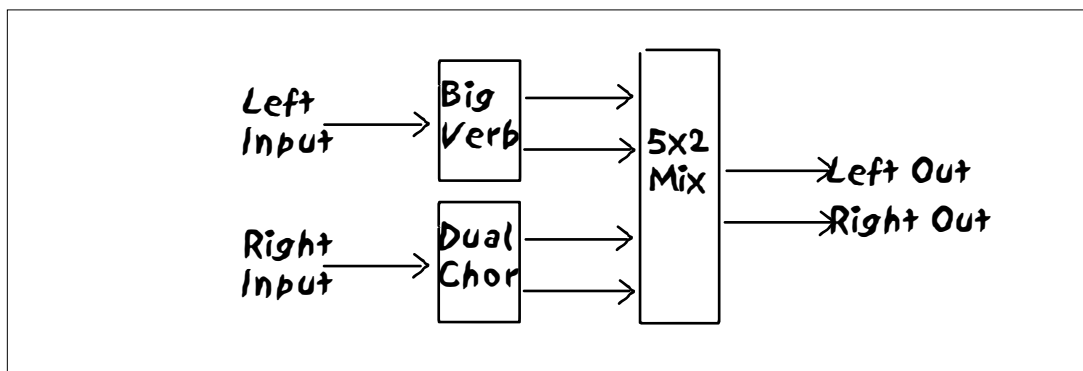 Left
Input
Big
Verb
5x2
Mix
Left Out
Right Out
Right
Input
Dual
Chor